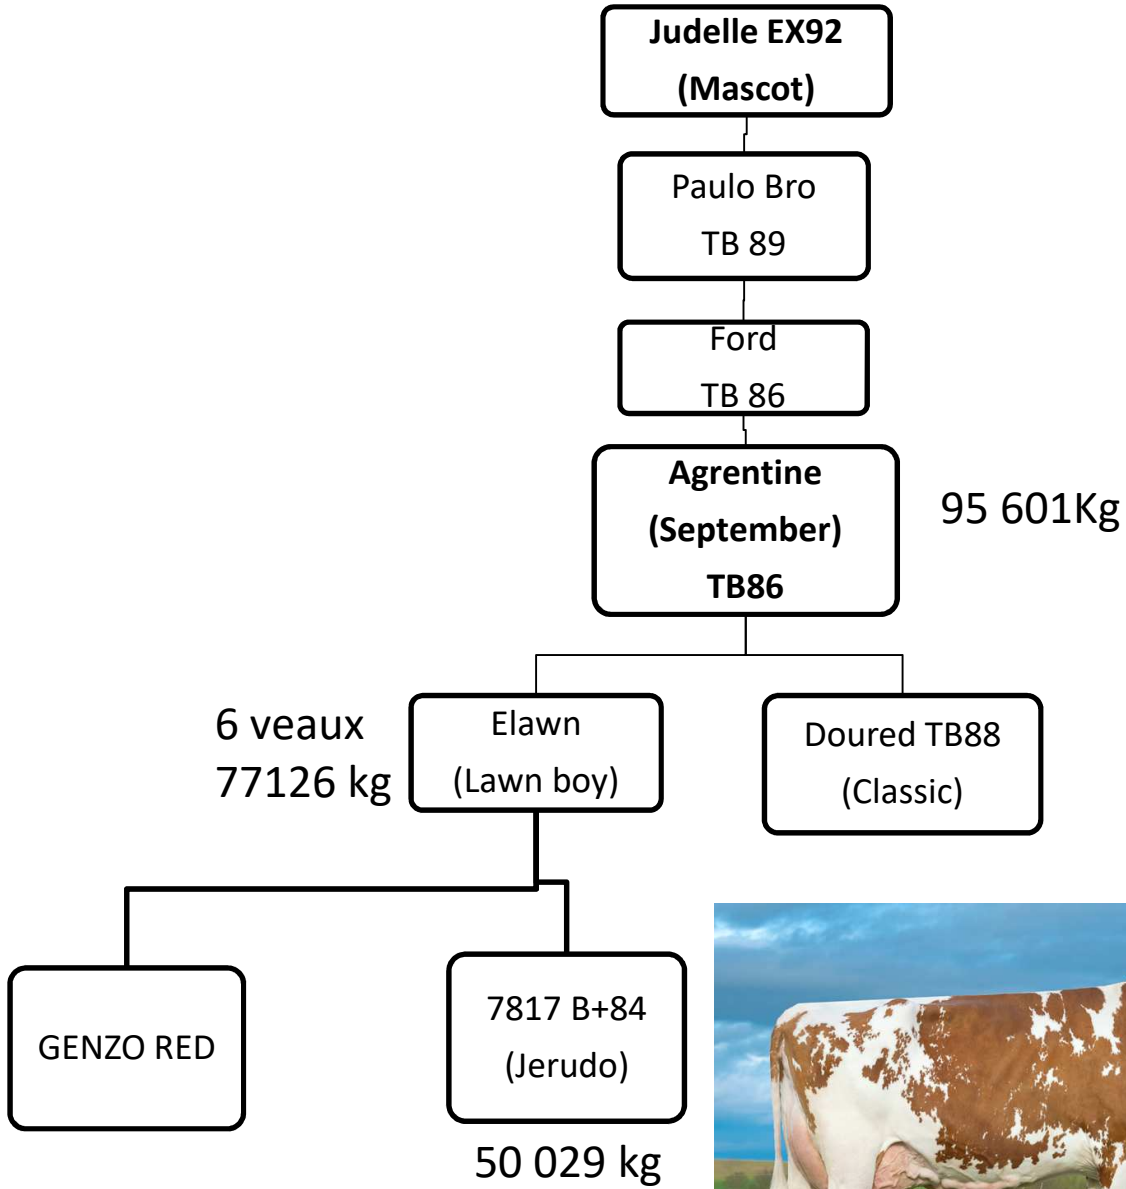 Judelle EX92
(Mascot)
Paulo Bro
TB 89
Ford
TB 86
Agrentine
(September)
TB86
95 601Kg
6 veaux
77126 kg
Elawn
(Lawn boy)
Doured TB88
(Classic)
GENZO RED
7817 B+84
(Jerudo)
50 029 kg